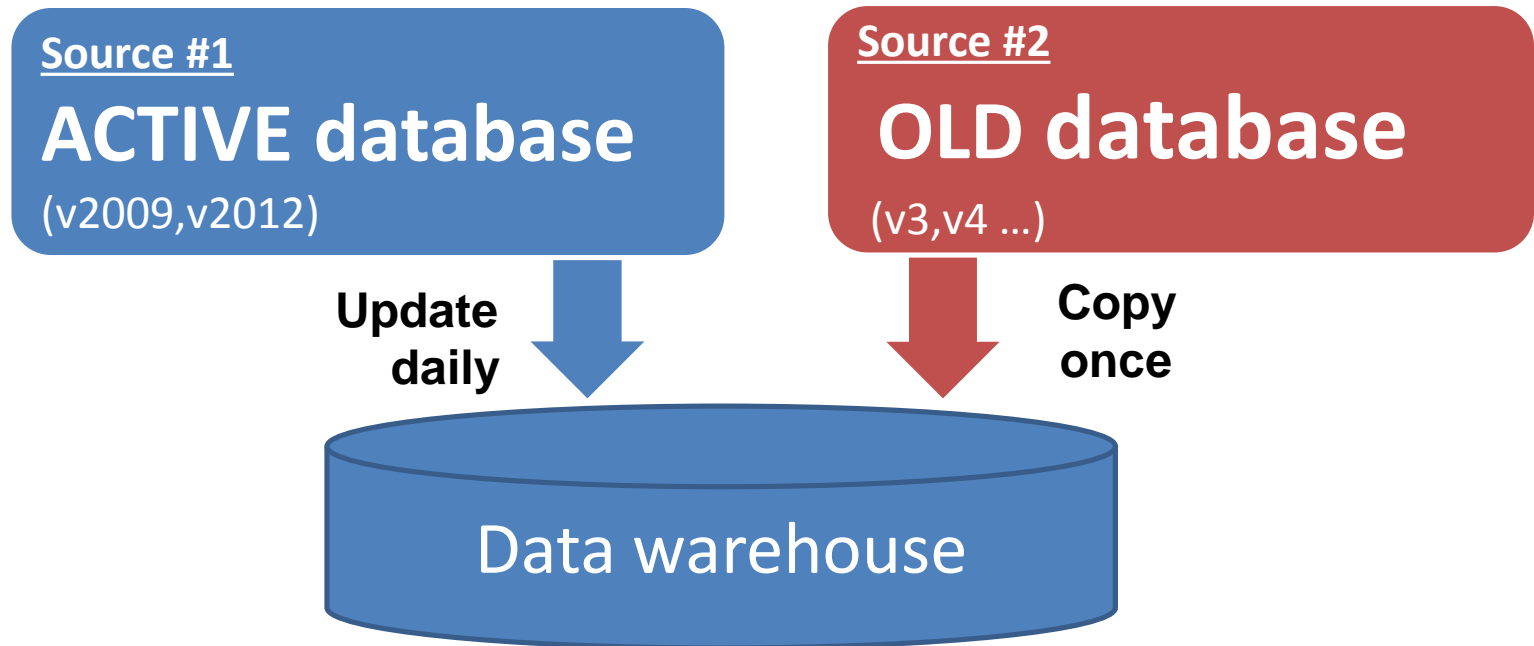 Source #1
ACTIVE database
(v2009,v2012)
Source #2
OLD database
(v3,v4 ...)
Update
daily
Copy
once
Data warehouse